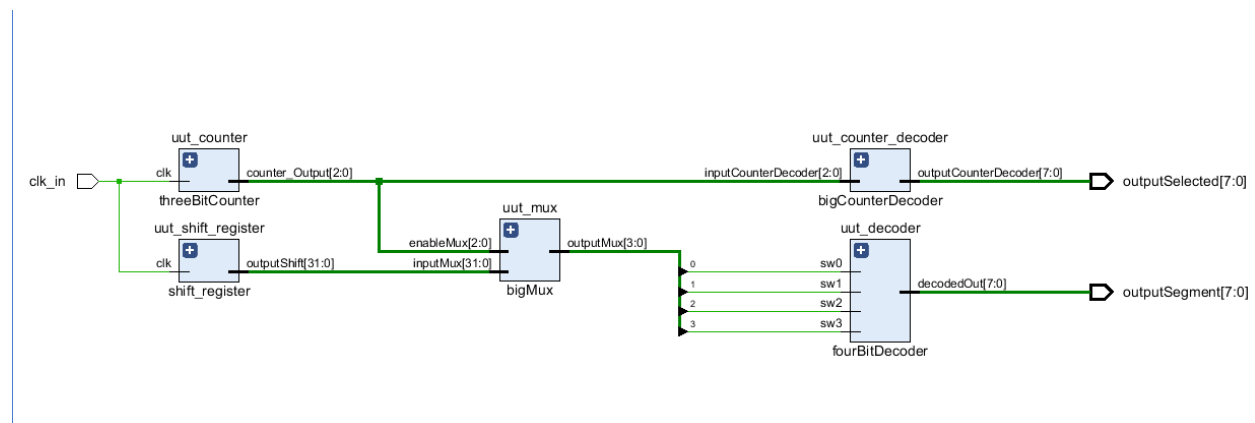 uut_counter
uut_counter_decoder
clk_in
clk
counter_Output[2:0]
inputCounterDecoder[2:0]
outputCounterDecoder[7:0]
outputSelected[7:0]
threeBitCounter
bigCounterDecoder
uut_shift_register
uut_mux
uut_decoder
clk
outputShift[31:0]
enableMux[2:0]
inputMux[31:0]
outputMux[3:0]
shift_register
bigMux
0
sw0
1
sw1
2
sw2
3
sw3
decodedOut[7:0]
outputSegment[7:0]
fourBitDecoder